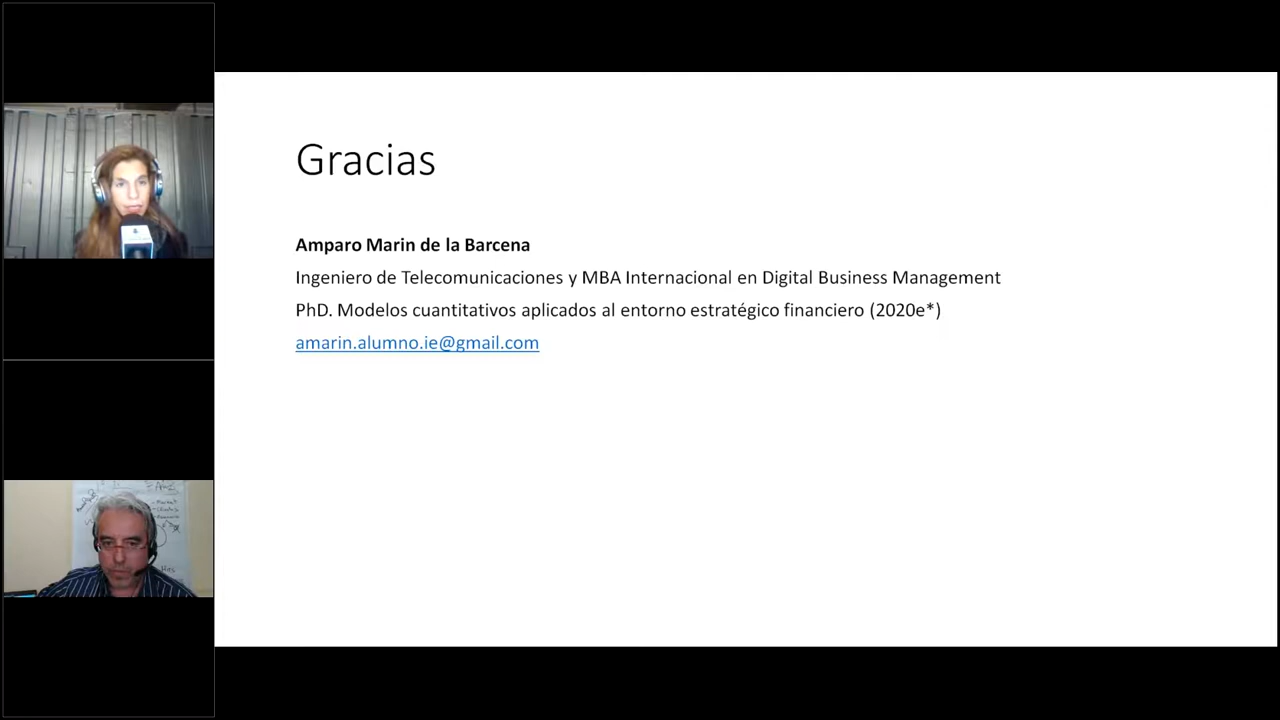 Gracias
Amparo Marin de la Barcena
Ingeniero de Telecomunicaciones y MBA Internacional en Digital Business Management
PhD. Modelos cuantitativos aplicados al entorno estratégico financiero (2020e*)
amarin.alumno.ie@gmail.com